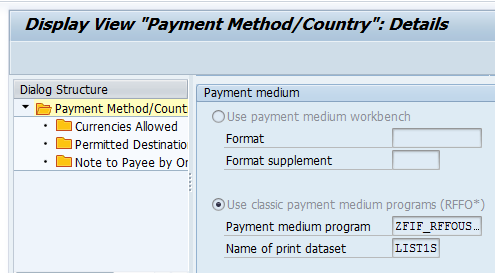 Display View "Payment Method/Country": Details
Dialog Structure
Payment Method/Count
Currencies Allowed
Permitted Destination
Note to Payee by Or
Payment medium
Use payment medium workbench
Format
Format supplement
Use classic payment medium programs (RFFO*)
Payment medium program ZFIF_RFFOUS…
Name of print dataset LIST1S